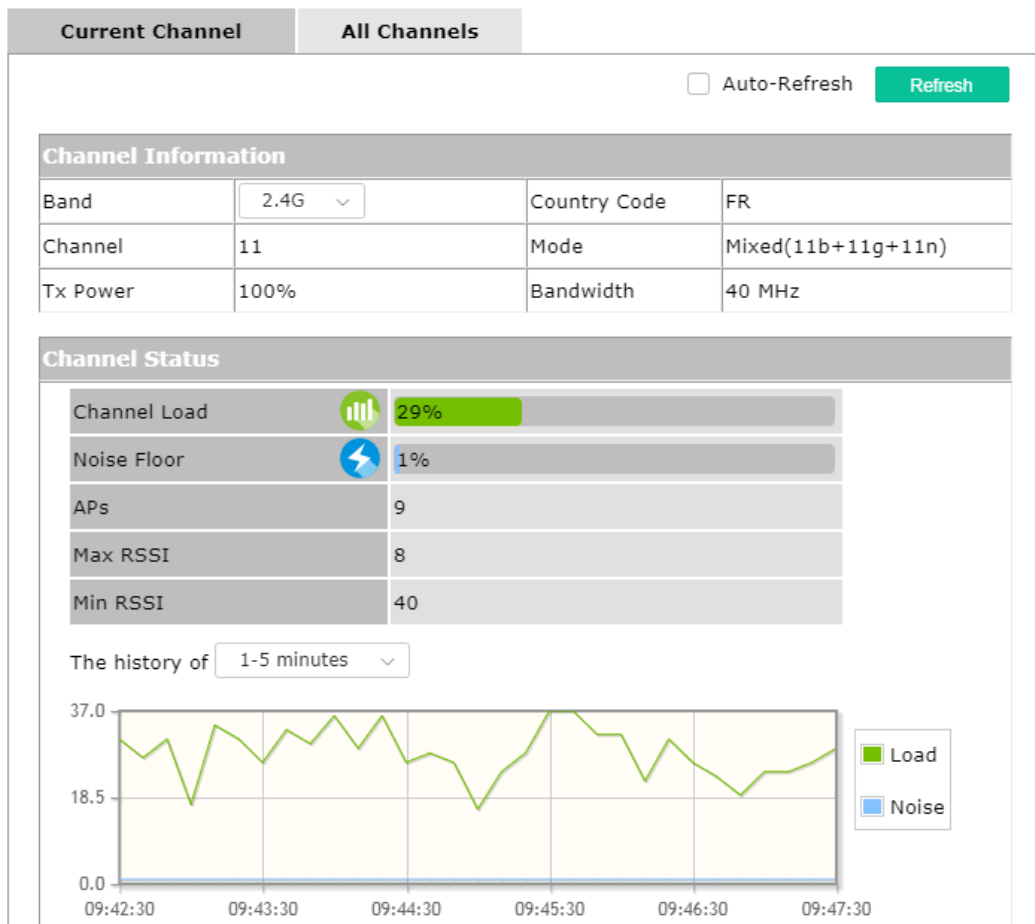 Current Channel All Channels
Auto-Refresh Refresh
Channel Information
Band 2.4G Country Code FR
Channel 11 Mode Mixed(11b+11g+11n)
Tx Power 100% Bandwidth 40 MHz
Channel Status
Channel Load 29%
Noise Floor 1%
APs 9
Max RSSI 8
Min RSSI 40
The history of 1-5 minutes
37.0
Load
18.5
Noise
0.0
09:42:30 09:43:30 09:44:30 09:45:30 09:46:30 09:47:30